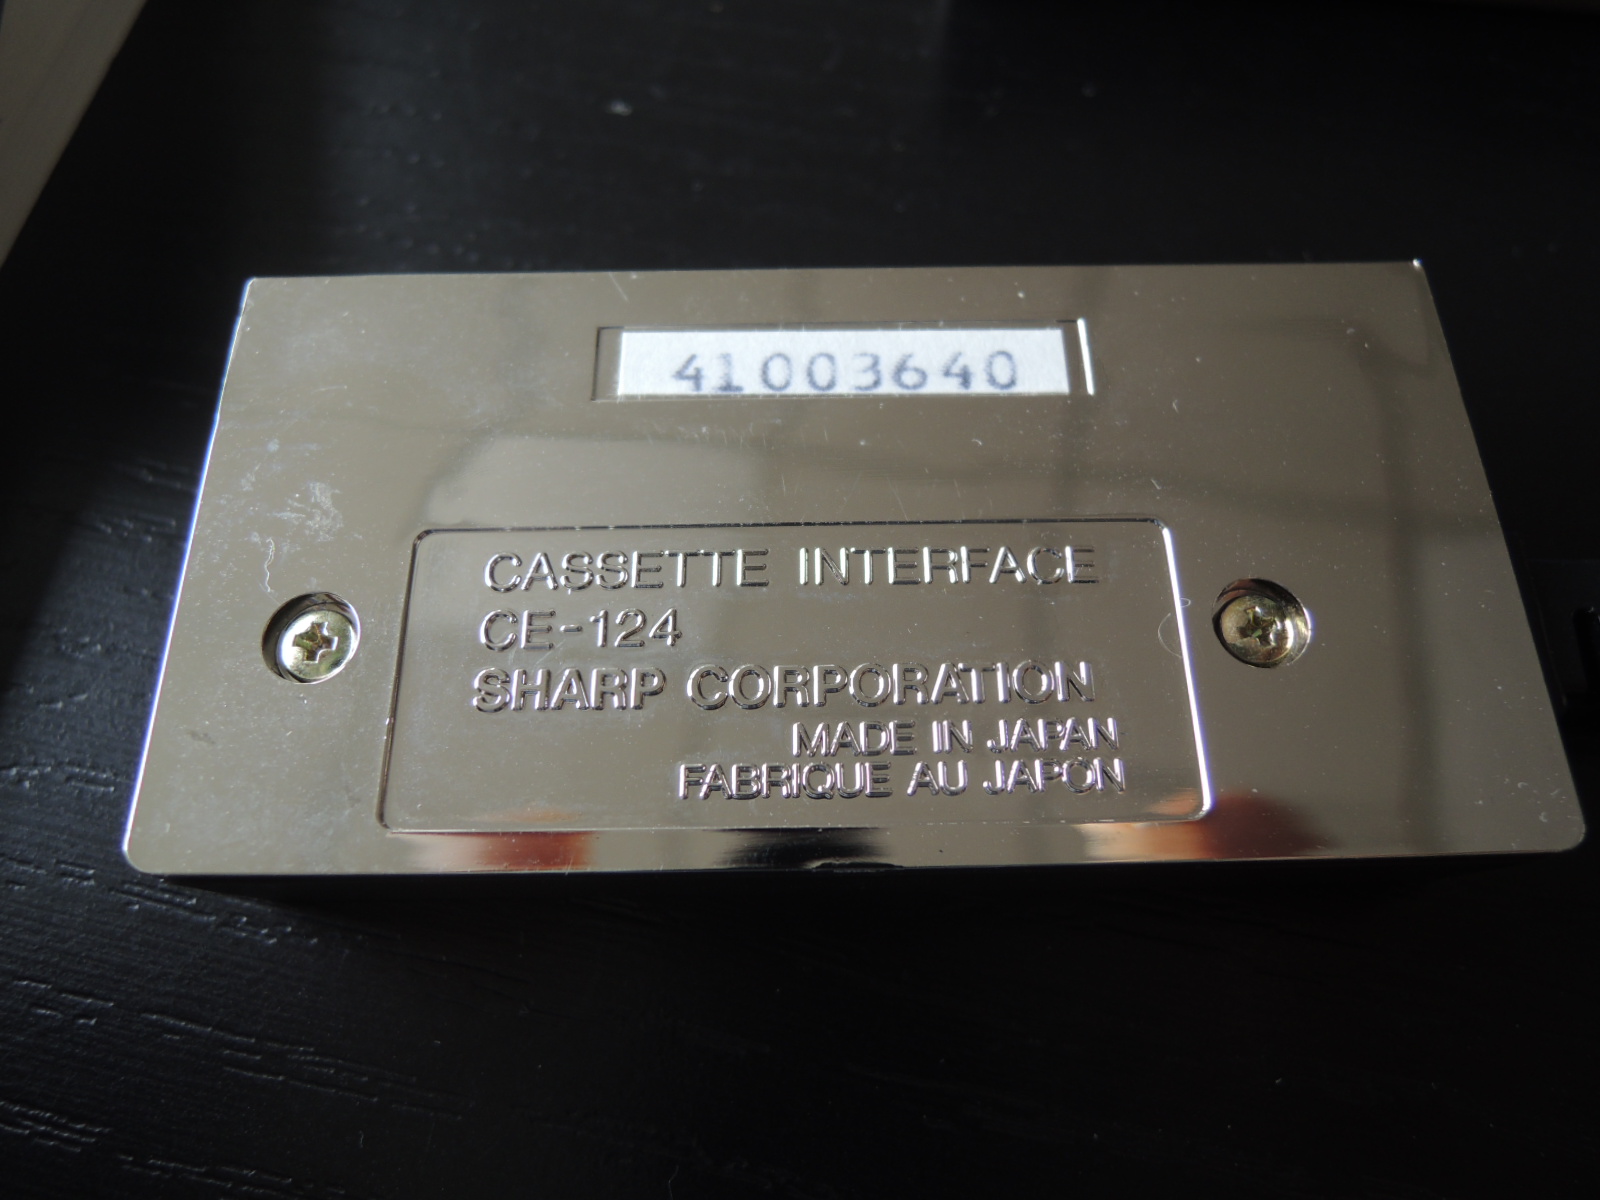 41003640
CASSETTE INTERFACE
CE-124
SHARP CORPORATION
MADE IN JAPAN
FABRIQUE AU JAPON